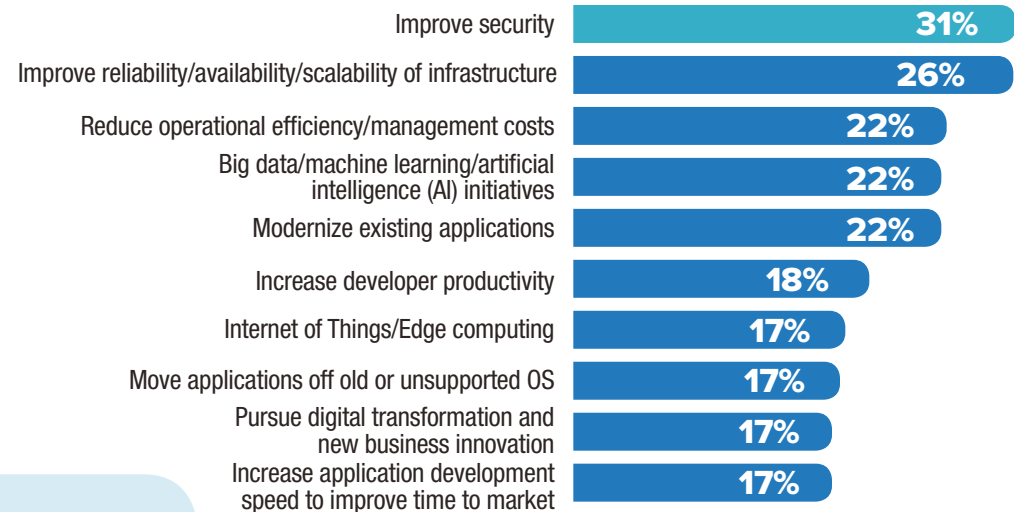 Improve security 31%
Improve reliability/availability/scalability of infrastructure 26%
Reduce operational efficiency/management costs 22%
Big data/machine learning/artificial
intelligence (AI) initiatives 22%
Modernize existing applications 22%
Increase developer productivity 18%
Internet of Things/Edge computing 17%
Move applications off old or unsupported OS 17%
Pursue digital transformation and
new business innovation 17%
Increase application development
speed to improve time to market 17%